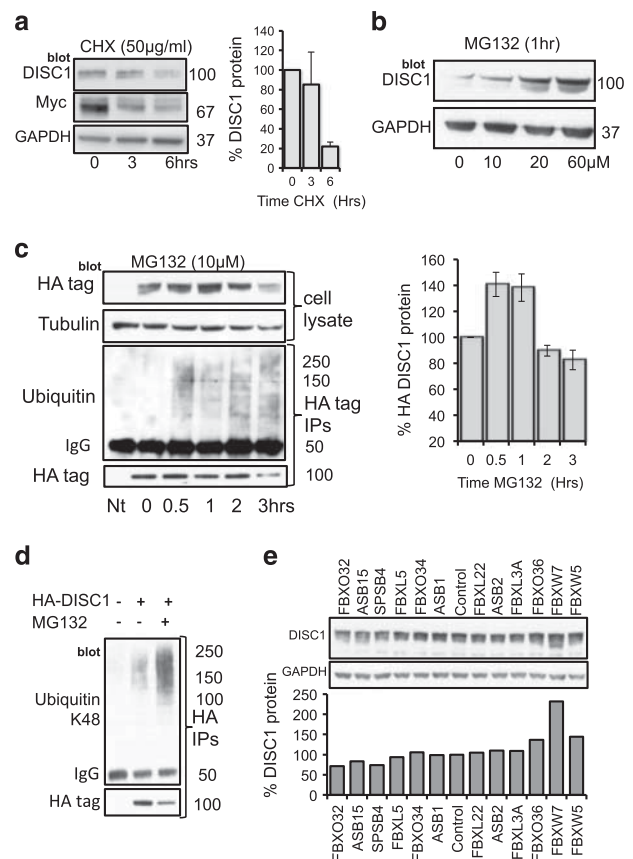 a
CHX (50µg/ml)
blot
DISC1
100
Myc
67
GAPDH
37
0 3 6hrs
% DISC1 protein
140
120
100
80
60
40
20
0
0 3 6
Time CHX (Hrs)
b
MG132 (1hr)
blot
DISC1
100
GAPDH
37
0 10 20 60µM
c
blot
MG132 (10µM)
HA tag
Tubulin
cell
lysate
Ubiquitin
250
150
HA tag
IPs
IgG
50
HA tag
100
Nt 0 0.5 1 2 3hrs
% HA DISC1 protein
160
140
120
100
80
60
40
20
0 0.5 1 2 3
Time MG132 (Hrs)
d
HA-DISC1 - + +
MG132 - - +
blot
250
150
100
Ubiquitin
K48
HA
IPs
IgG
50
HA tag
100
e
FBXO32
ASB15
SPSB4
FBXL5
FBXO34
ASB1
Control
FBXL22
ASB2
FBXL3A
FBXO36
FBXW7
FBXW5
DISC1
GAPDH
% DISC1 protein
250
200
150
100
50
0
FBXO32
ASB15
SPSB4
FBXL5
FBXO34
ASB1
Control
FBXL22
ASB2
FBXL3A
FBXO36
FBXW7
FBXW5